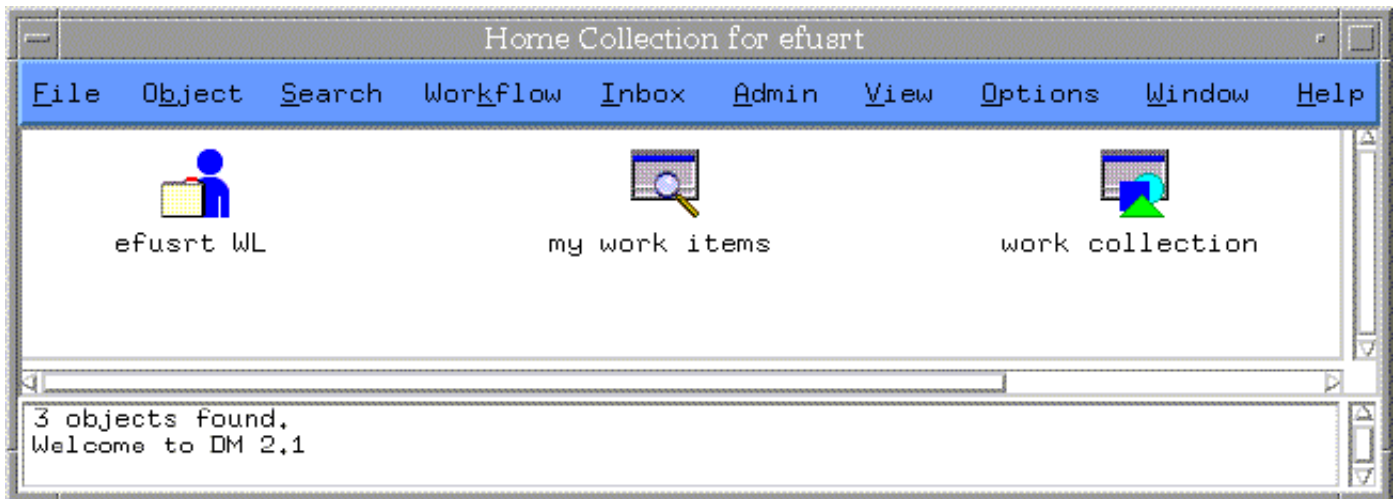 Home Collection for efusrt
File Object Search Workflow Inbox Admin View Options Window Help
efusrt WL my work items work collection
3 objects found.
Welcome to DM 2.1